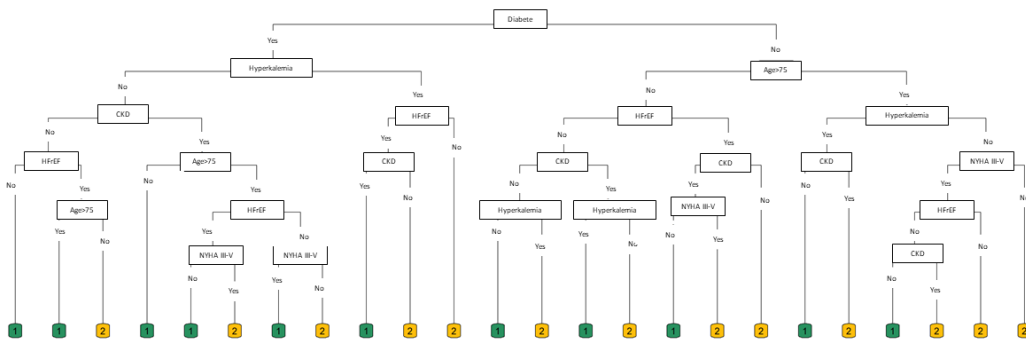 Diabete
Yes
No
Hyperkalemia
Age>75
No
Yes
No
Yes
CKD
HFrEF
HFrEF
Hyperkalemia
No
Yes
Yes
No
No
Yes
Yes
No
HFrEF
Age>75
CKD
CKD
CKD
CKD
NYHA III-V
No
Yes
No
Yes
No
Yes
No
Yes
Yes
No
No
Yes
Yes
No
Age>75
HFrEF
Hyperkalemia
Hyperkalemia
NYHA III-V
HFrEF
Yes
No
Yes
No
No
Yes
Yes
No
No
Yes
Yes
No
NYHA III-V
NYHA III-V
CKD
No
Yes
Yes
No
No
Yes
1 1 2 1 1 2 1 2 1 2 2 1 2 1 2 1 2 2 1 2 1 2 2 2